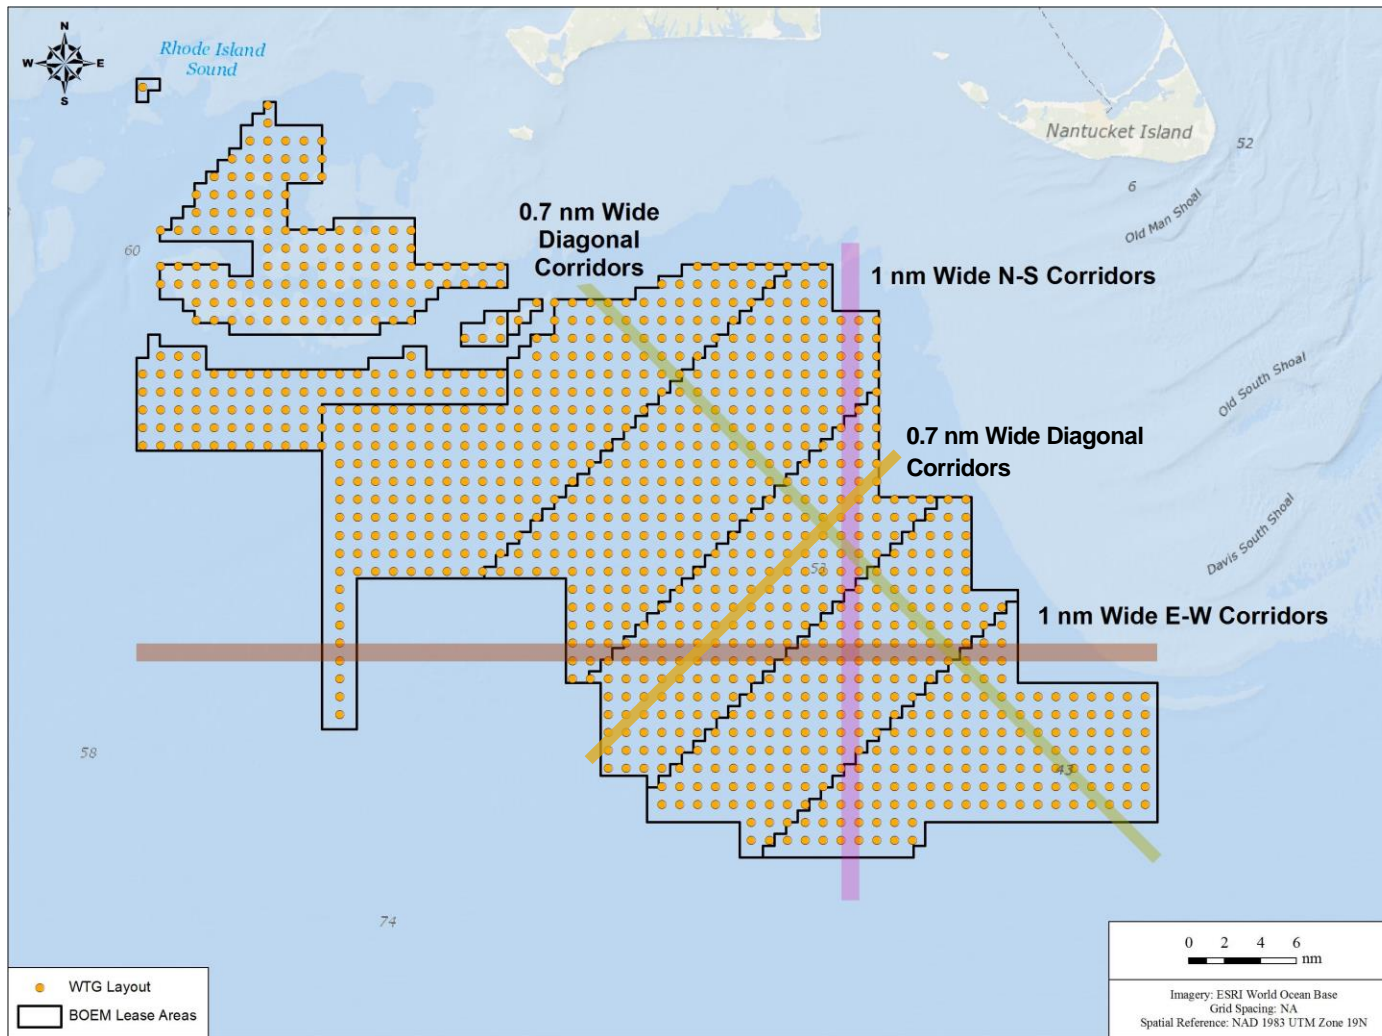 N
W E
S
Rhode Island
Sound
Nantucket Island
52
6
Old Man Shoal
60
0.7 nm Wide
Diagonal
Corridors
1 nm Wide N-S Corridors
Old South Shoal
0.7 nm Wide Diagonal
Corridors
Davis South Shoal
53
1 nm Wide E-W Corridors
58
43
74
WTG Layout
BOEM Lease Areas
0 2 4 6
nm
Imagery: ESRI World Ocean Base
Grid Spacing: NA
Spatial Reference: NAD 1983 UTM Zone 19N